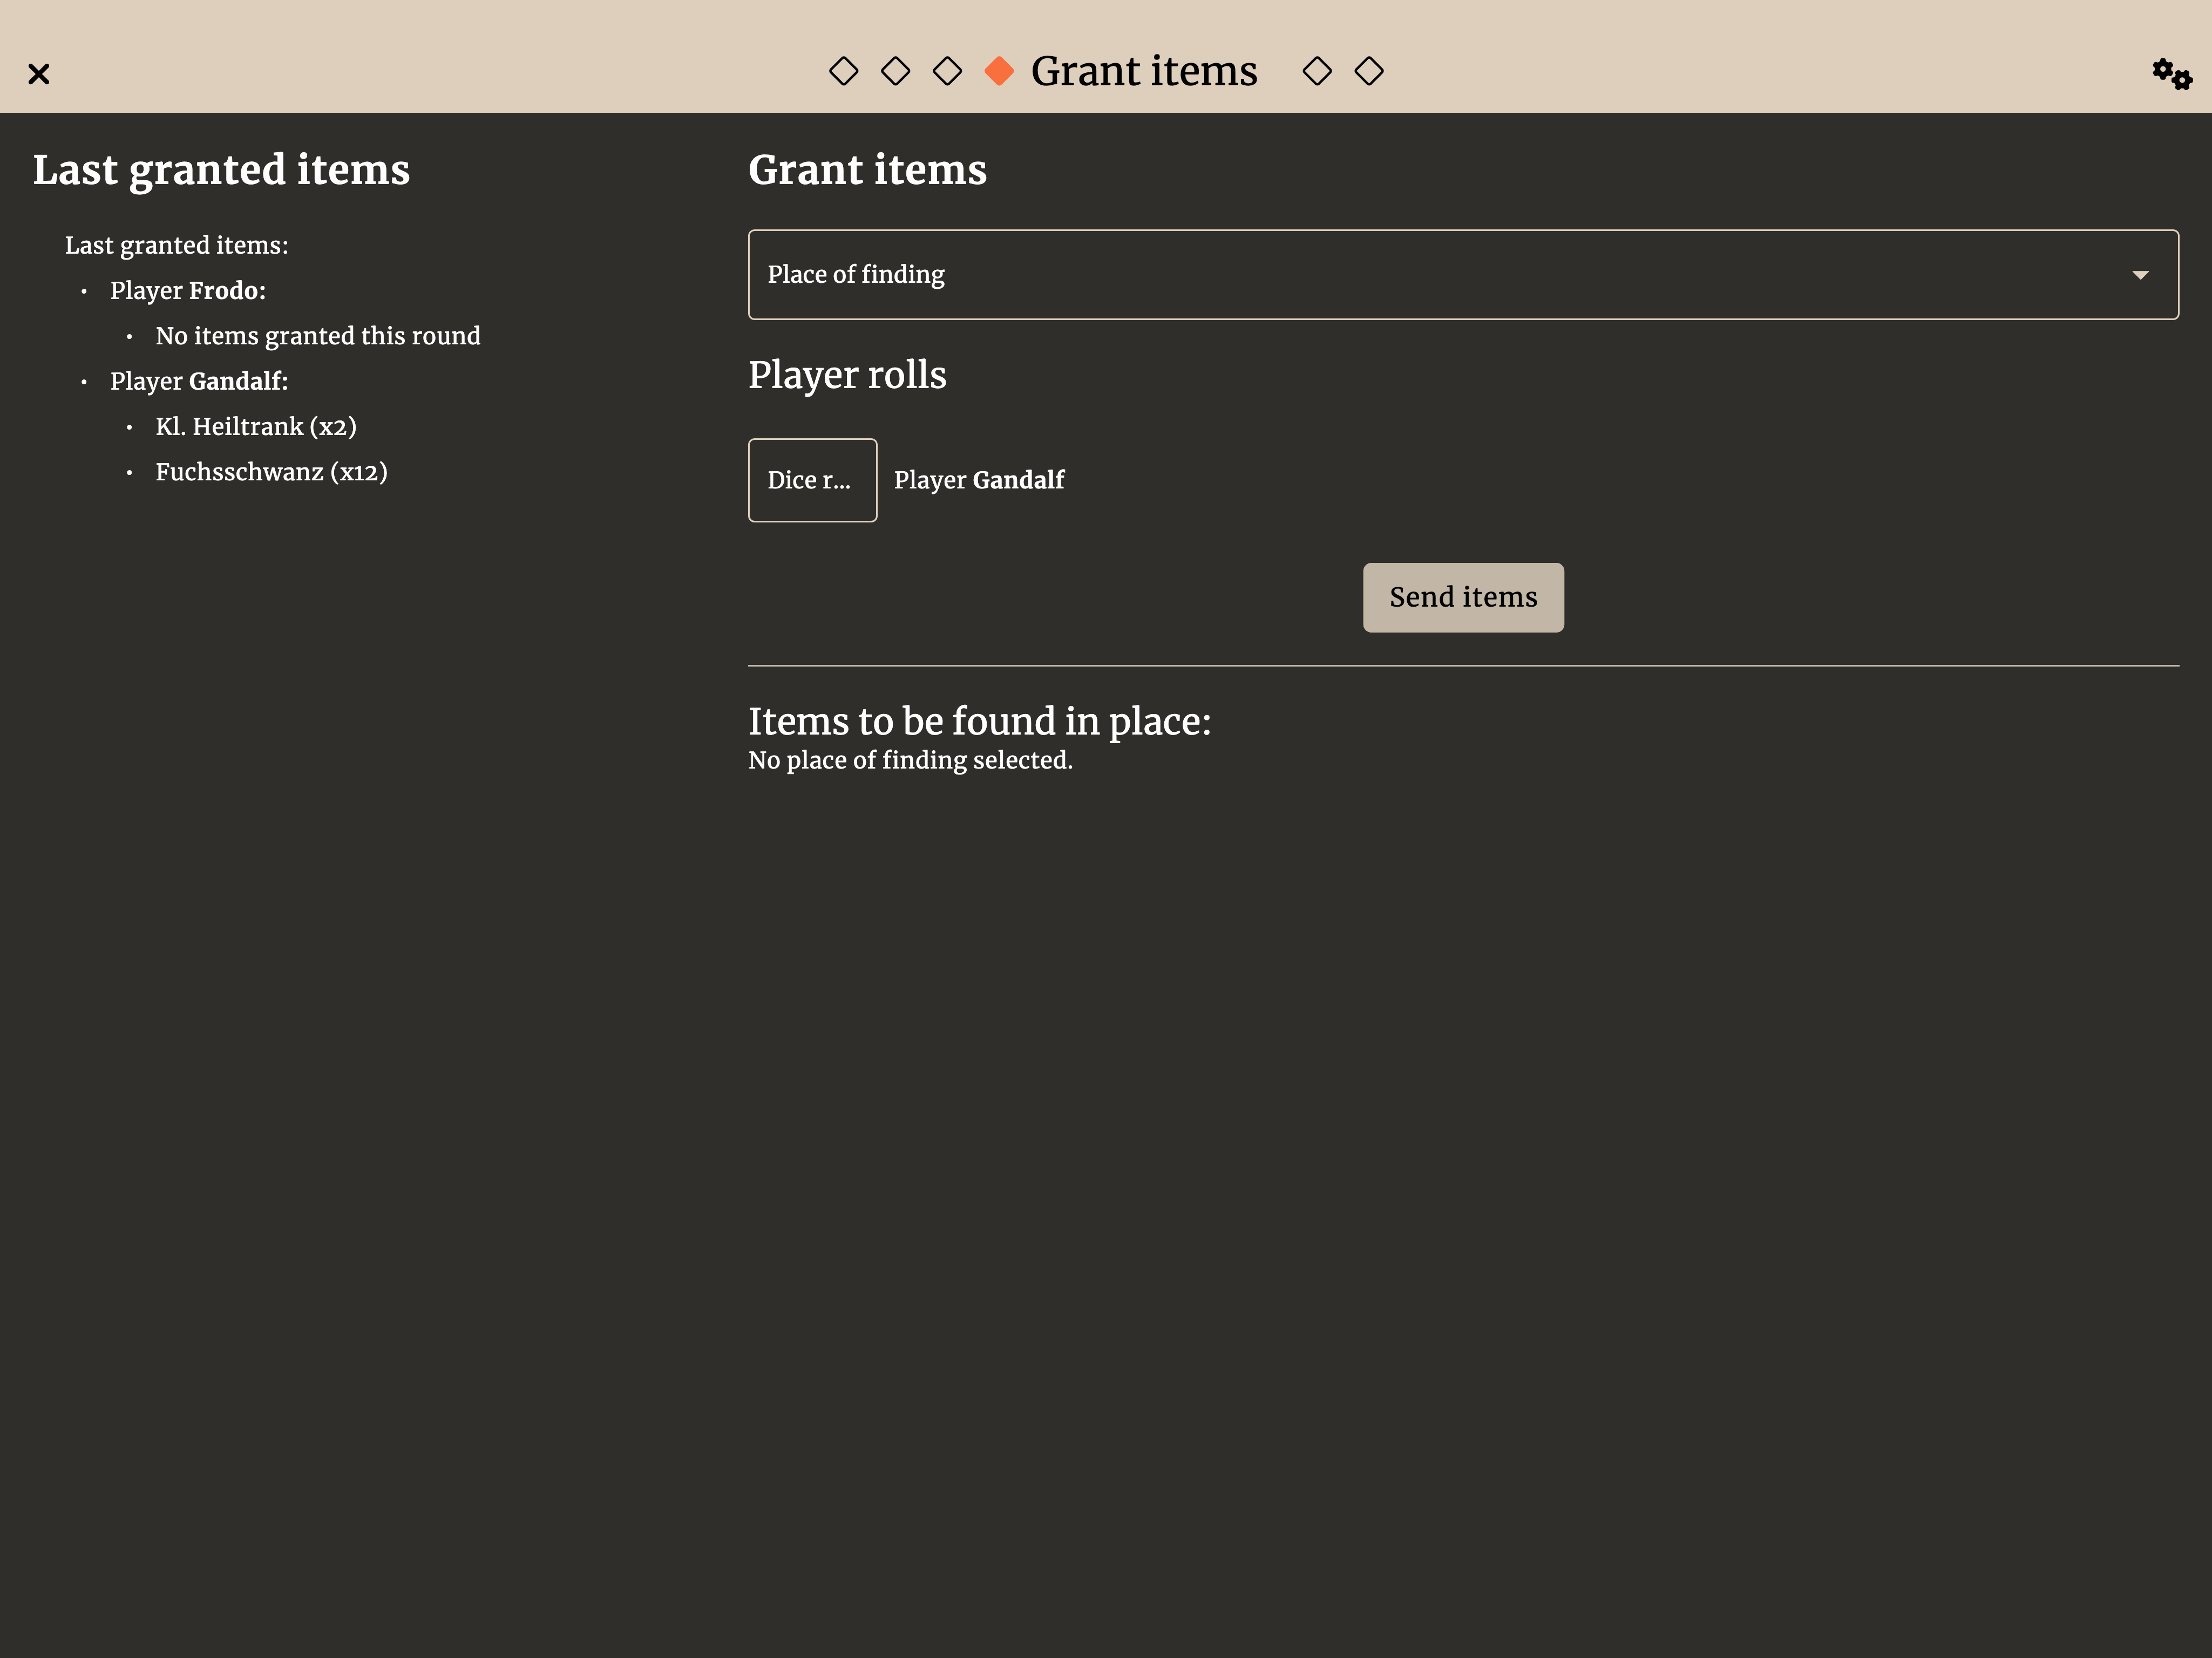 Grant items
Last granted items
Last granted items:
• Player Frodo:
• No items granted this round
• Player Gandalf:
• Kl. Heiltrank (x2)
• Fuchsschwanz (x12)
Grant items
Place of finding
Player rolls
Dice r... Player Gandalf
Send items
Items to be found in place:
No place of finding selected.